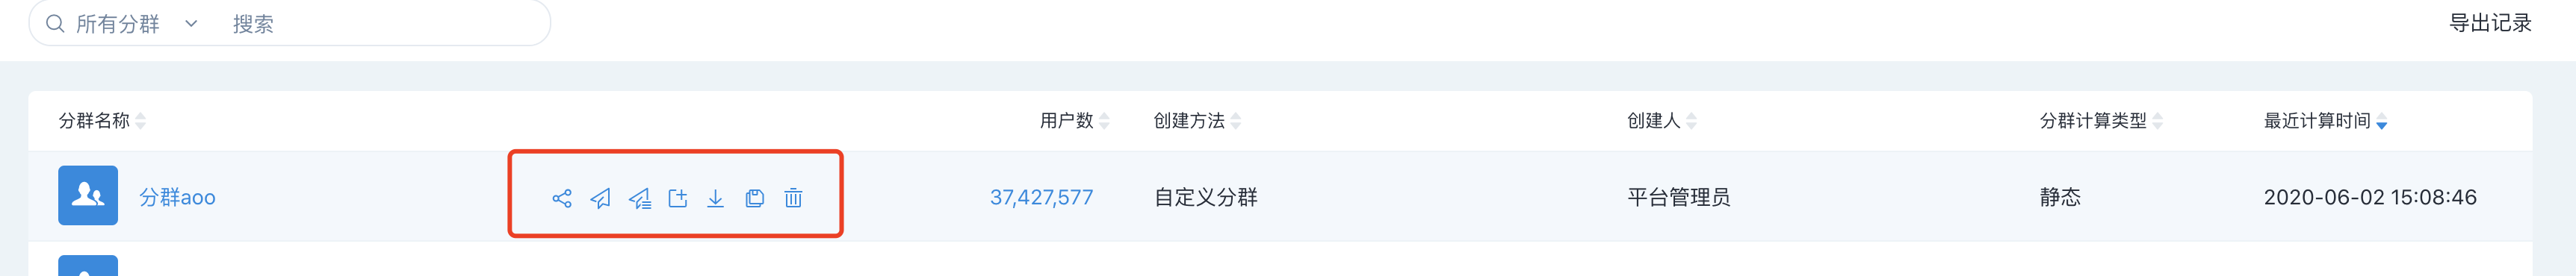 所有分群 搜索 导出记录
分群名称 用户数 创建方法 创建人 分群计算类型 最近计算时间
分群aoo 37,427,577 自定义分群 平台管理员 静态 2020-06-02 15:08:46